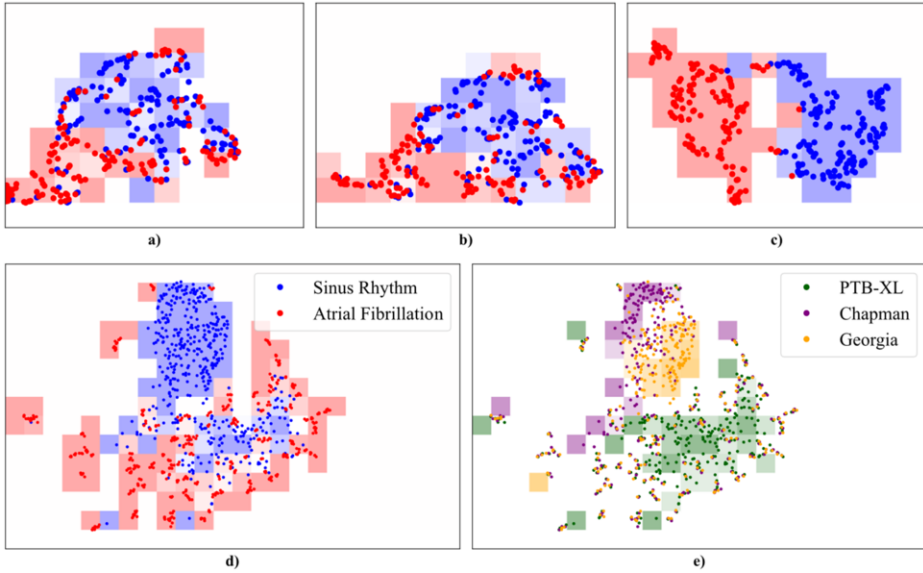 a)
b)
c)
Sinus Rhythm
Atrial Fibrillation
PTB-XL
Chapman
Georgia
d)
e)